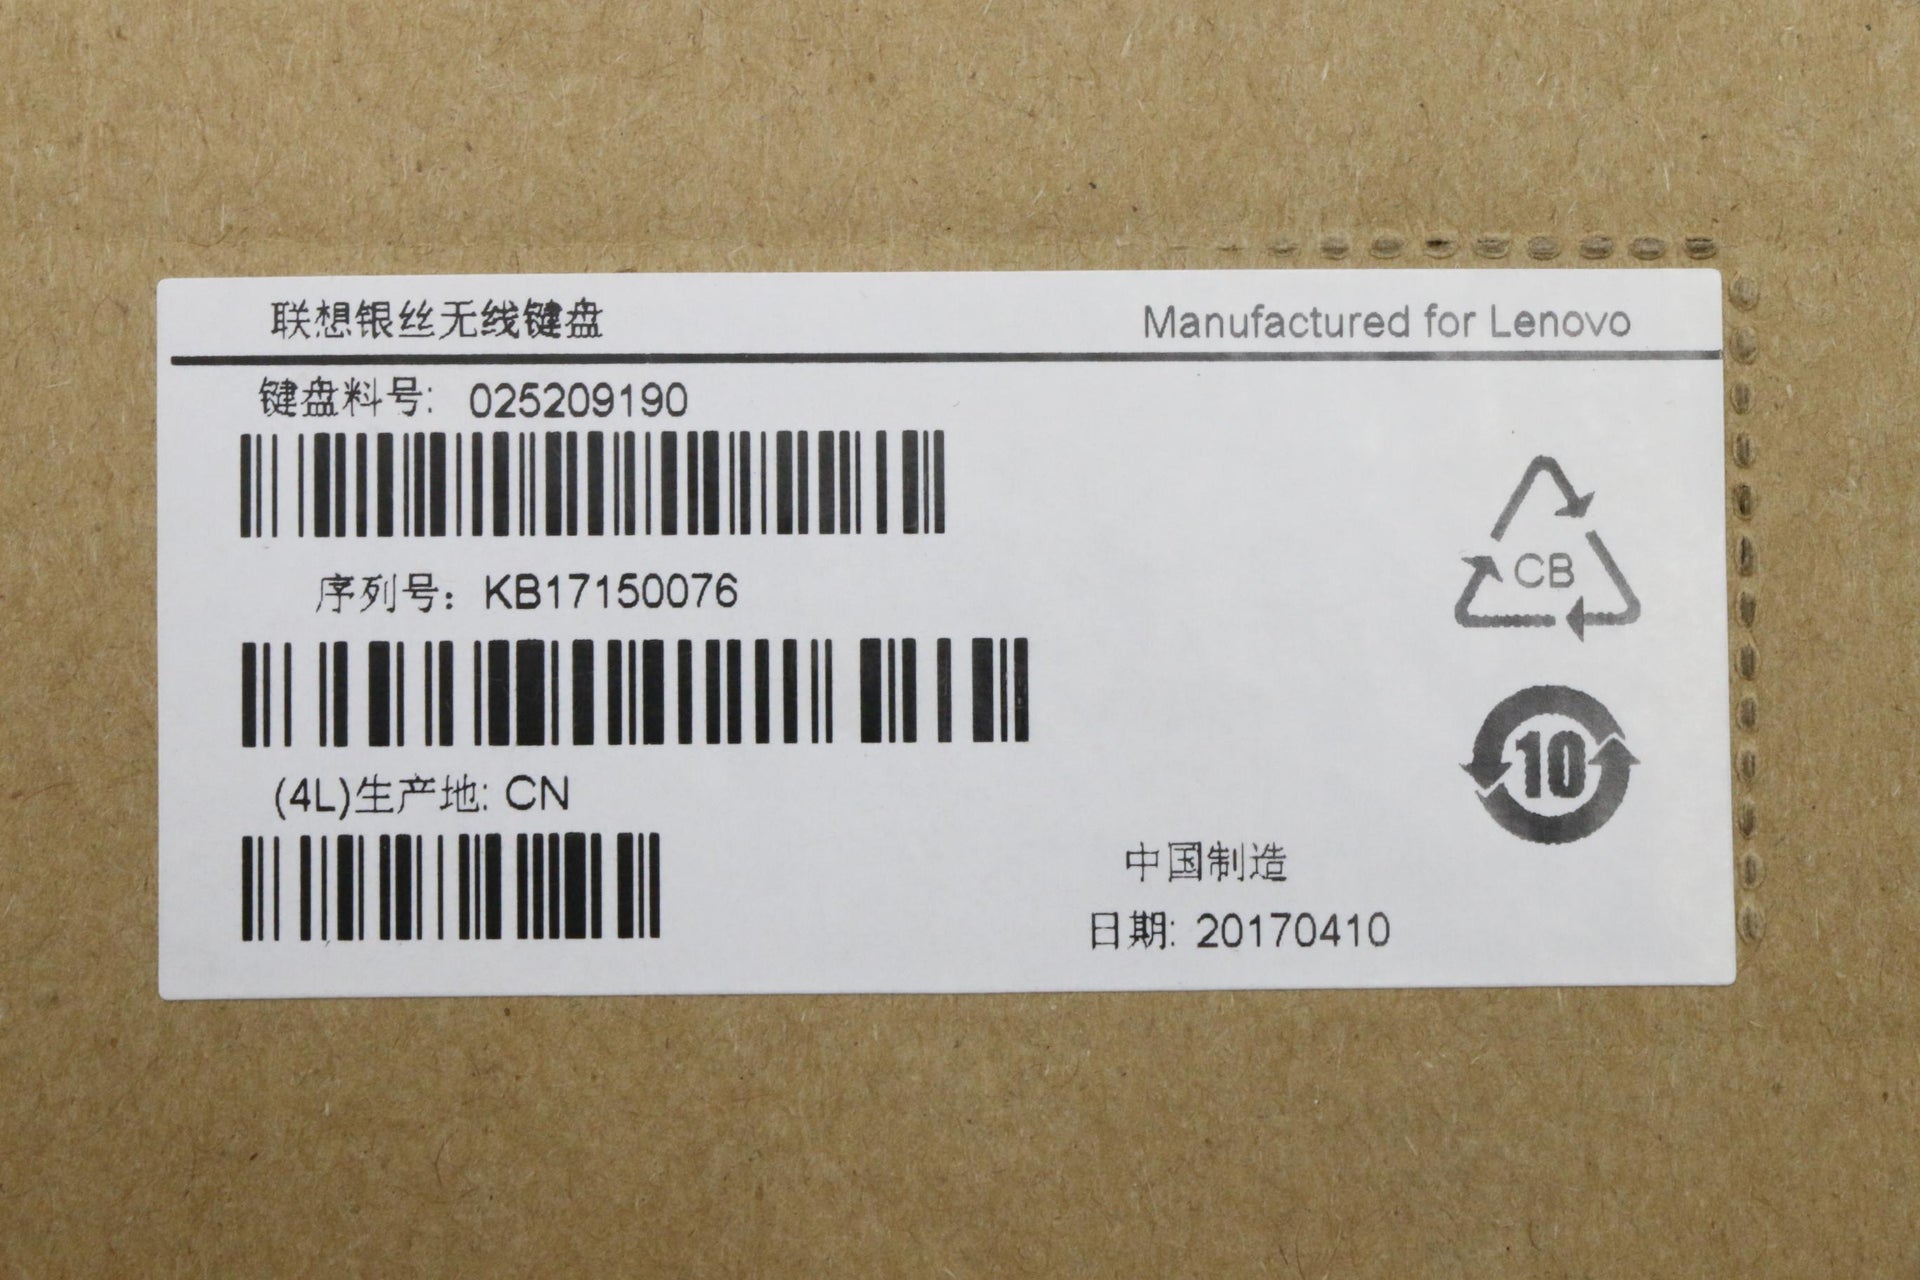 联想银丝无线键盘
Manufactured for Lenovo
键盘料号: 025209190
序列号: KB17150076
(4L)生产地: CN
CB
10
中国制造
日期: 20170410